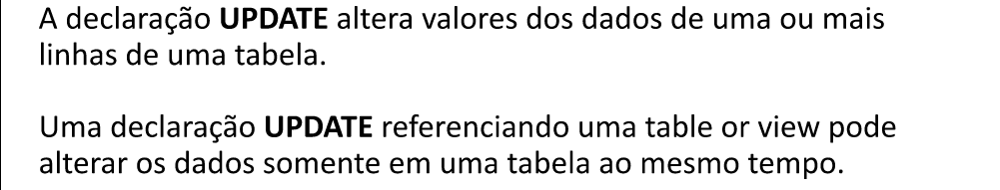 A declaração UPDATE altera valores dos dados de uma ou mais
linhas de uma tabela.
Uma declaração UPDATE referenciando uma table or view pode
alterar os dados somente em uma tabela ao mesmo tempo.